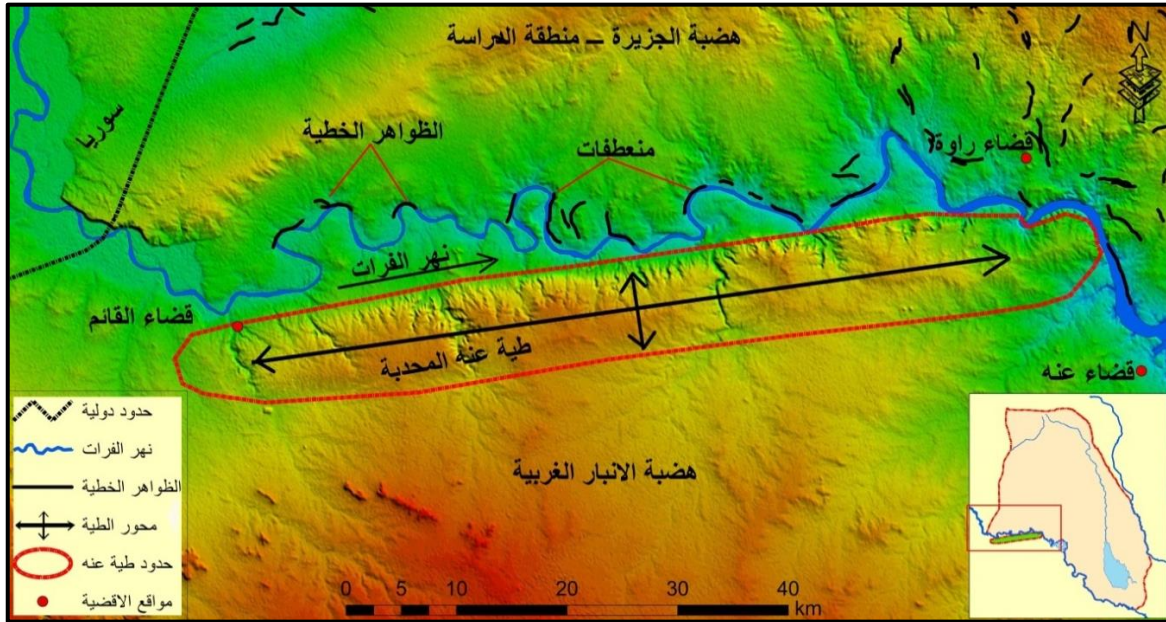 هضبة الجزيرة – منطقة الدراسة
N
سوريا
الظواهر الخطية
منعطفات
قضاء راوة
نهر الفرات
قضاء القائم
طية عنه المحدبة
قضاء عنه
هضبة الانبار الغربية
حدود دولية
نهر الفرات
الظواهر الخطية
محور الطية
حدود طية عنه
مواقع الاقضية
0 5 10 20 30 40
km